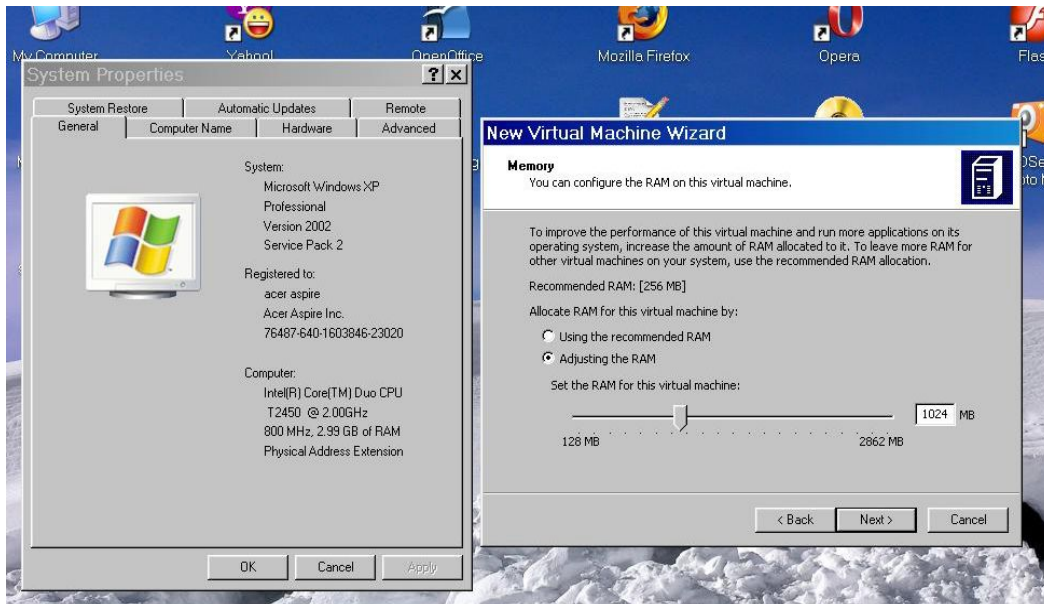 My Computer
Yahoo!
OpenOffice
Mozilla Firefox
Opera
Flas
System Properties
System Restore
Automatic Updates
Remote
General
Computer Name
Hardware
Advanced
System:
Microsoft Windows XP
Professional
Version 2002
Service Pack 2
Registered to:
acer aspire
Acer Aspire Inc.
76487-640-1603846-23020
Computer:
Intel(R) Core(TM) Duo CPU
T2450 @ 2.00GHz
800 MHz, 2.99 GB of RAM
Physical Address Extension
OK
Cancel
Apply
New Virtual Machine Wizard
Memory
You can configure the RAM on this virtual machine.
To improve the performance of this virtual machine and run more applications on its
operating system, increase the amount of RAM allocated to it. To leave more RAM for
other virtual machines on your system, use the recommended RAM allocation.
Recommended RAM: [256 MB]
Allocate RAM for this virtual machine by:
Using the recommended RAM
Adjusting the RAM
Set the RAM for this virtual machine:
1024 MB
128 MB
2862 MB
< Back
Next >
Cancel